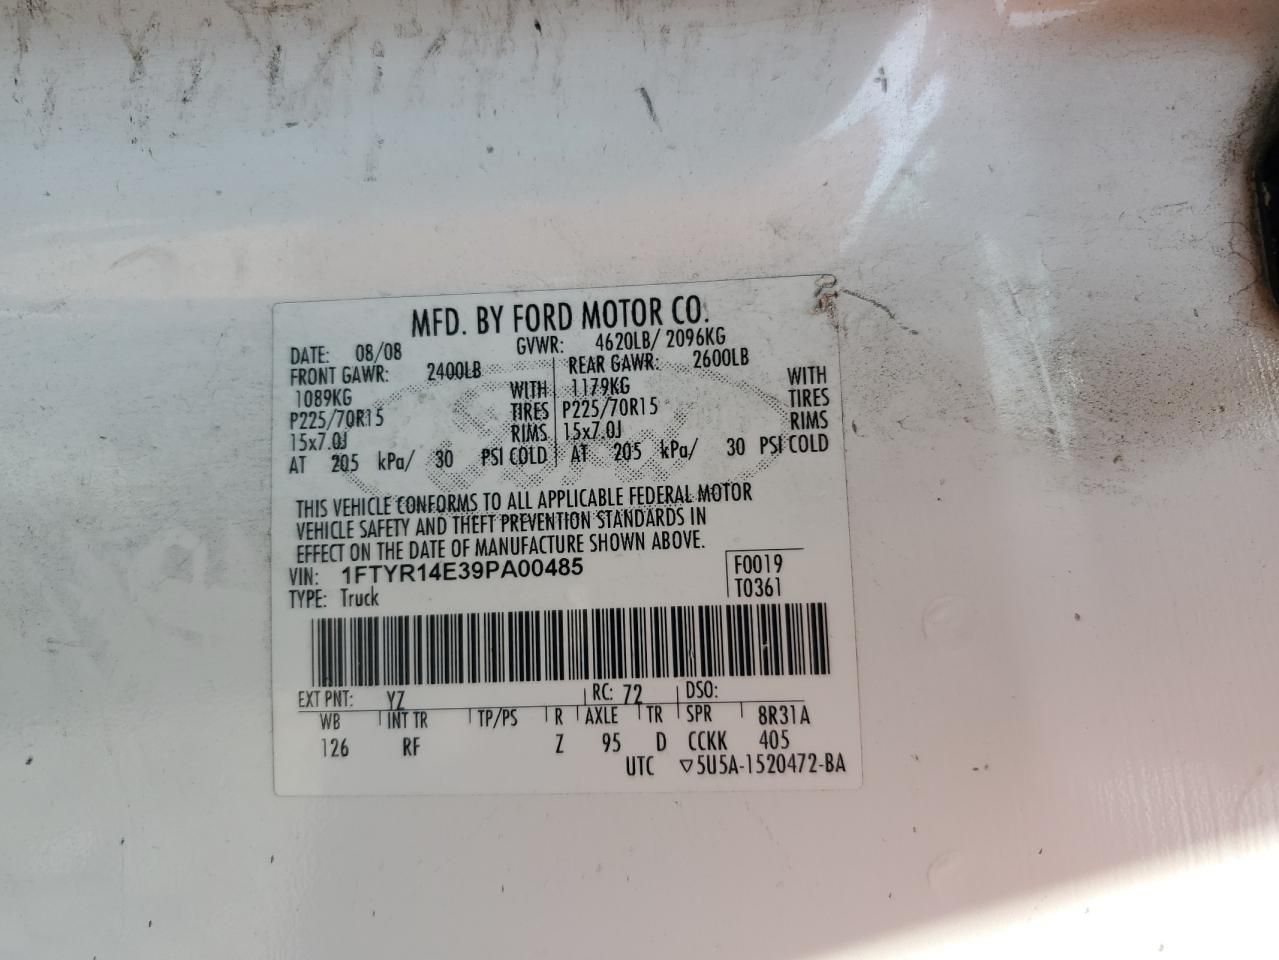 MFD. BY FORD MOTOR CO.
DATE: 08/08 GVWR: 4620LB/ 2096KG
FRONT GAWR: 2400LB REAR GAWR: 2600LB
1089KG WITH 1179KG WITH
P225/70R15 TIRES P225/70R15 TIRES
15x7.0J RIMS 15x7.0J RIMS
AT 205 kPa/ 30 PSI COLD AT 205 kPa/ 30 PSI COLD
THIS VEHICLE CONFORMS TO ALL APPLICABLE FEDERAL MOTOR
VEHICLE SAFETY AND THEFT PREVENTION STANDARDS IN
EFFECT ON THE DATE OF MANUFACTURE SHOWN ABOVE.
VIN: 1FTYR14E39PA00485 F0019
TYPE: Truck T0361
EXT PNT: YZ RC: 72 DSO:
WB INT TR TP/PS R AXLE TR SPR 8R31A
126 RF Z 95 D CCKK 405
UTC ▽5U5A-1520472-BA